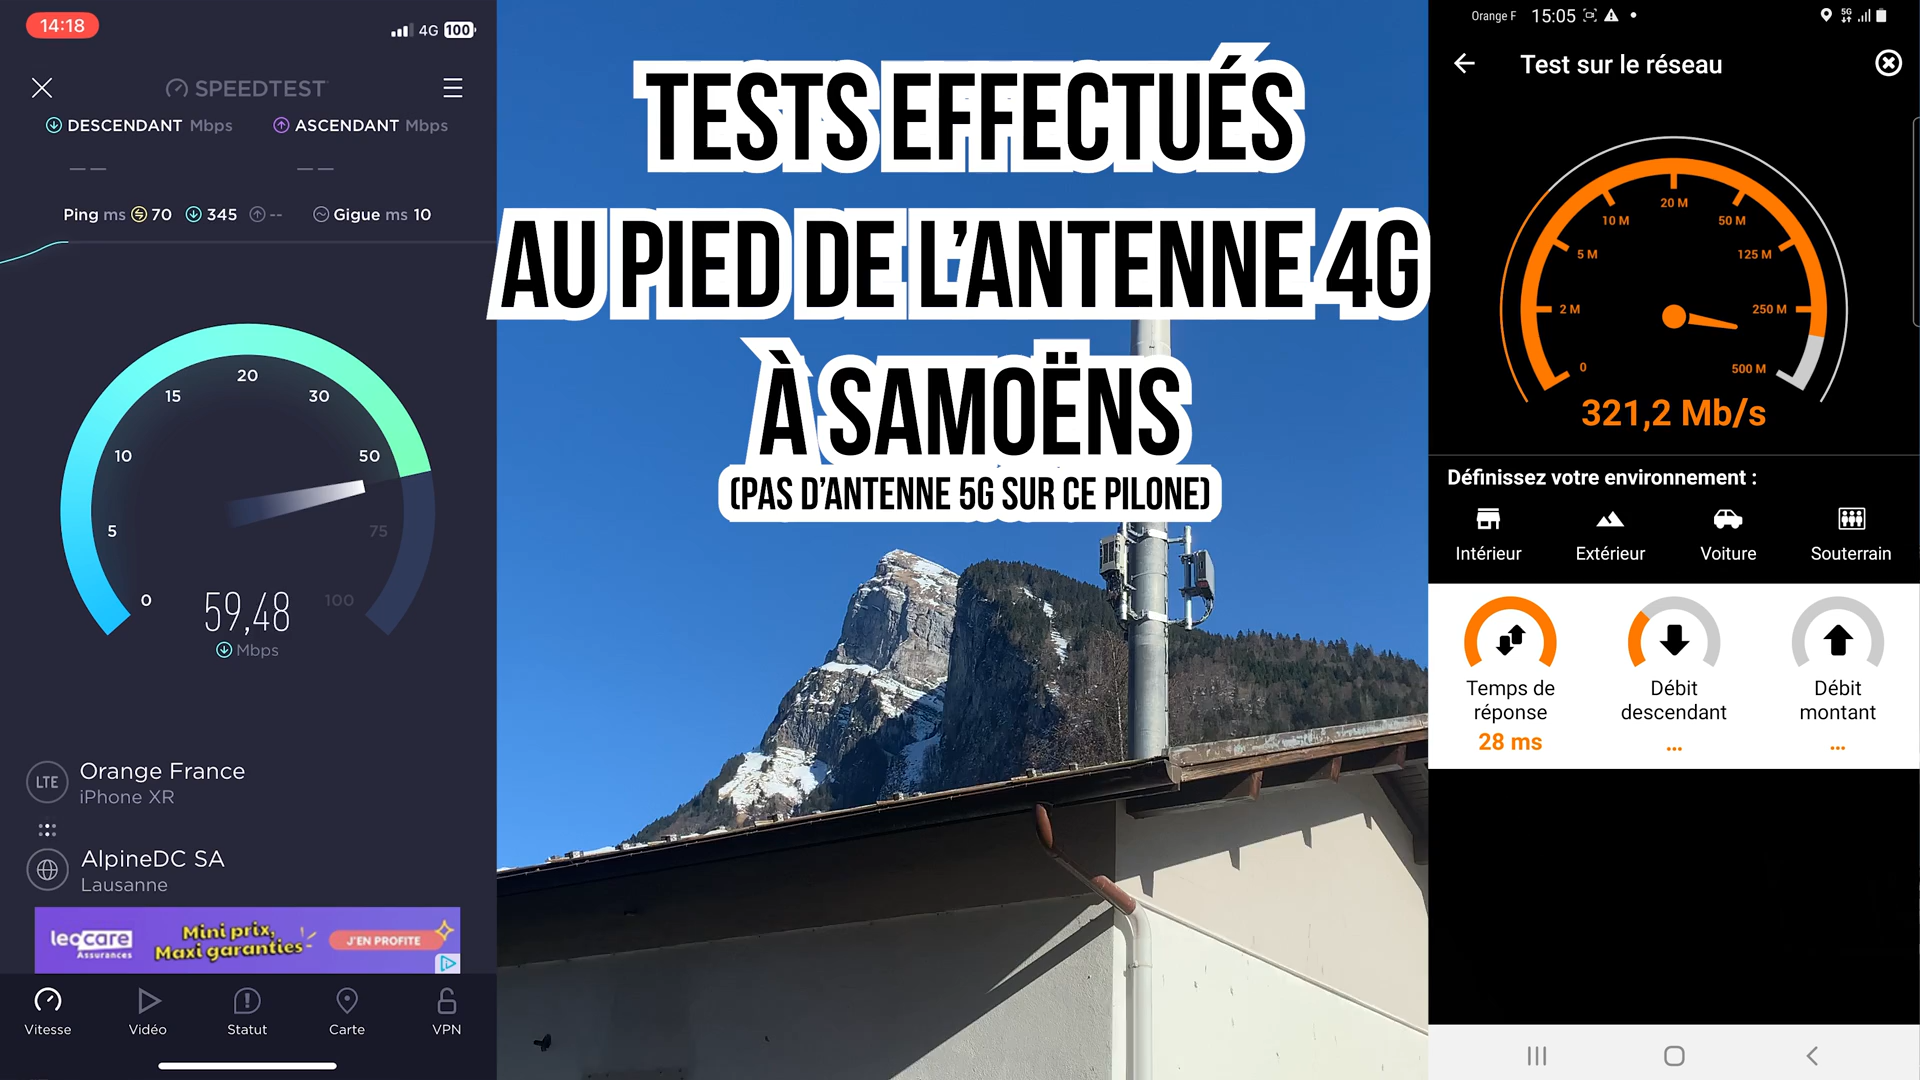 14:18
4G 100
SPEEDTEST
DESCENDANT Mbps
ASCENDANT Mbps
— —
— —
Ping ms 70 345 -- Gigue ms 10
0
5
10
15
20
30
50
75
100
59,48
Mbps
LTE
Orange France
iPhone XR
AlpineDC SA
Lausanne
leocare
Assurances
Mini prix,
Maxi garanties
J'EN PROFITE
Vitesse
Vidéo
Statut
Carte
VPN
TESTS EFFECTUÉS
AU PIED DE L'ANTENNE 4G
À SAMOËNS
(PAS D'ANTENNE 5G SUR CE PILONE)
Orange F 15:05
5G
Test sur le réseau
0
2 M
5 M
10 M
20 M
50 M
125 M
250 M
500 M
321,2 Mb/s
Définissez votre environnement :
Intérieur
Extérieur
Voiture
Souterrain
Temps de
réponse
28 ms
Débit
descendant
...
Débit
montant
...